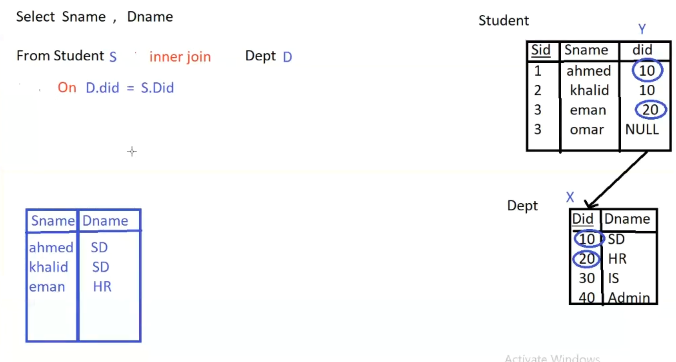 Select Sname , Dname
From Student S inner join Dept D
On D.did = S.Did
Student
Y
Sid Sname did
1 ahmed 10
2 khalid 10
3 eman 20
3 omar NULL
Dept
X
Did Dname
10 SD
20 HR
30 IS
40 Admin
Sname Dname
ahmed SD
khalid SD
eman HR
Activate Windows